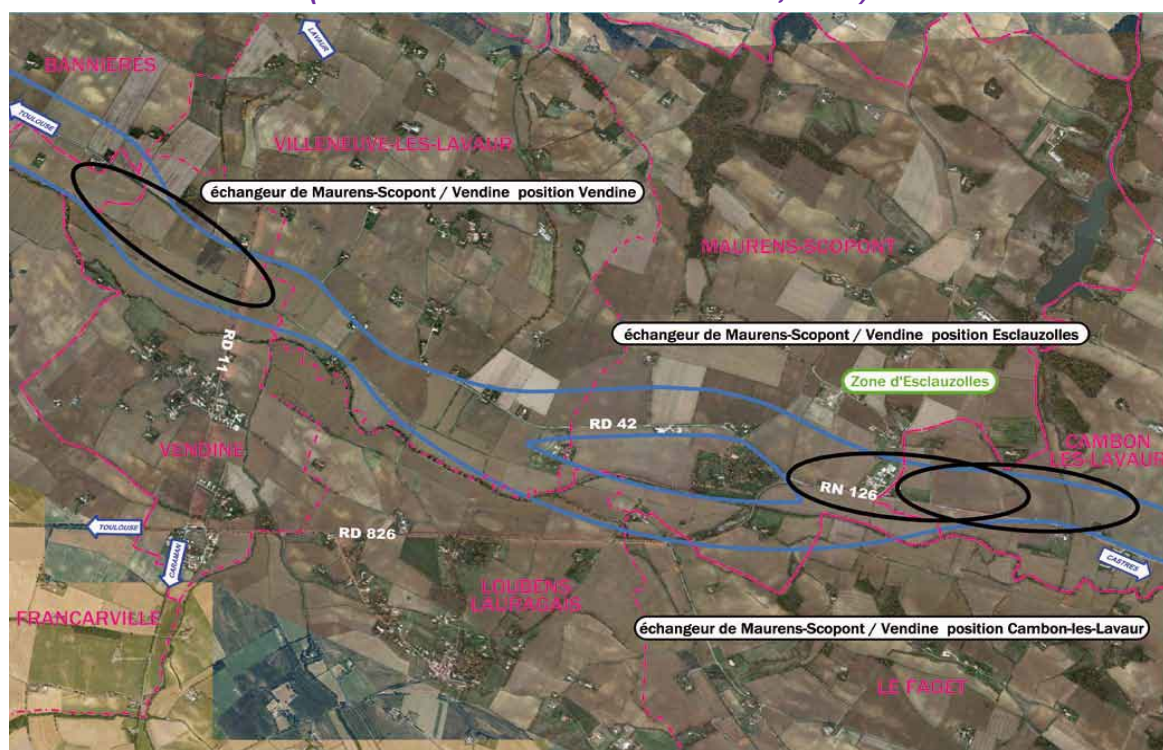 LAVAUR
BANNIERES
TOULOUSE
VILLENEUVE-LES-LAVAUR
échangeur de Maurens-Scopont / Vendine position Vendine
MAURENS-SCOPONT
échangeur de Maurens-Scopont / Vendine position Esclauzolles
RD 11
Zone d'Esclauzolles
RD 42
VENDINE
CAMBON
LES-LAVAUR
RN 126
TOULOUSE
RD 826
CARAMAN
CASTRES
LOUBENS
LAURAGAIS
FRANCARVILLE
échangeur de Maurens-Scopont / Vendine position Cambon-les-Lavaur
LE FAGET